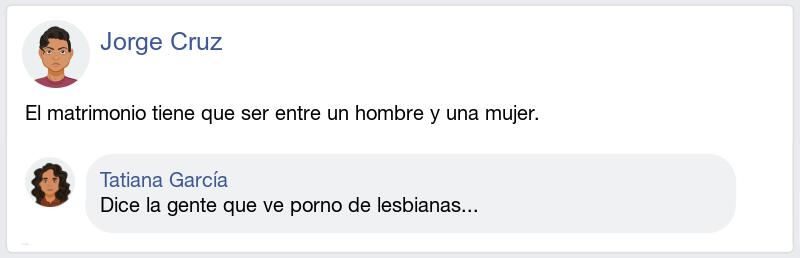 Jorge Cruz
El matrimonio tiene que ser entre un hombre y una mujer.
Tatiana García
Dice la gente que ve porno de lesbianas...